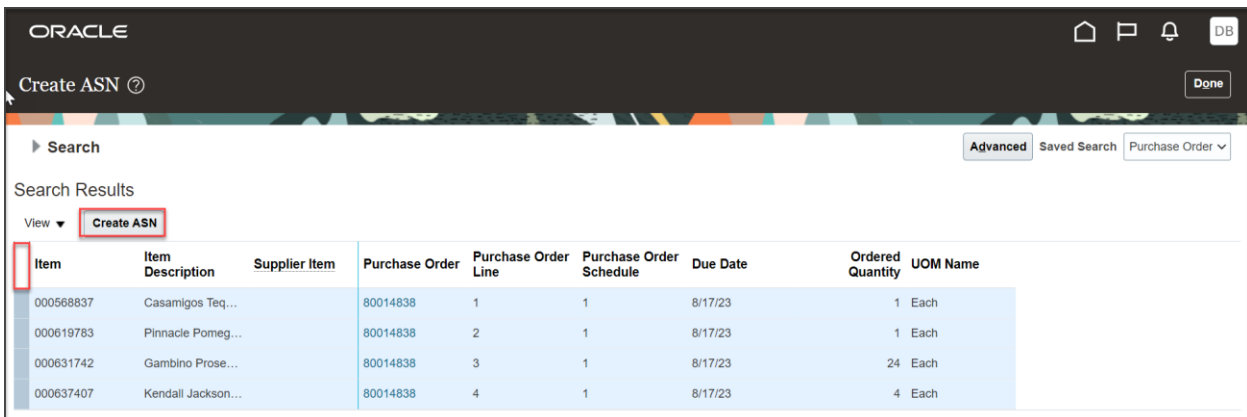 ORACLE
DB
Create ASN
Done
Search
Advanced Saved Search Purchase Order
Search Results
View Create ASN
Item Item Description Supplier Item Purchase Order Purchase Order Line Purchase Order Schedule Due Date Ordered Quantity UOM Name
000568837 Casamigos Teq... 80014838 1 1 8/17/23 1 Each
000619783 Pinnacle Pomeg... 80014838 2 1 8/17/23 1 Each
000631742 Gambino Prose... 80014838 3 1 8/17/23 24 Each
000637407 Kendall Jackson... 80014838 4 1 8/17/23 4 Each